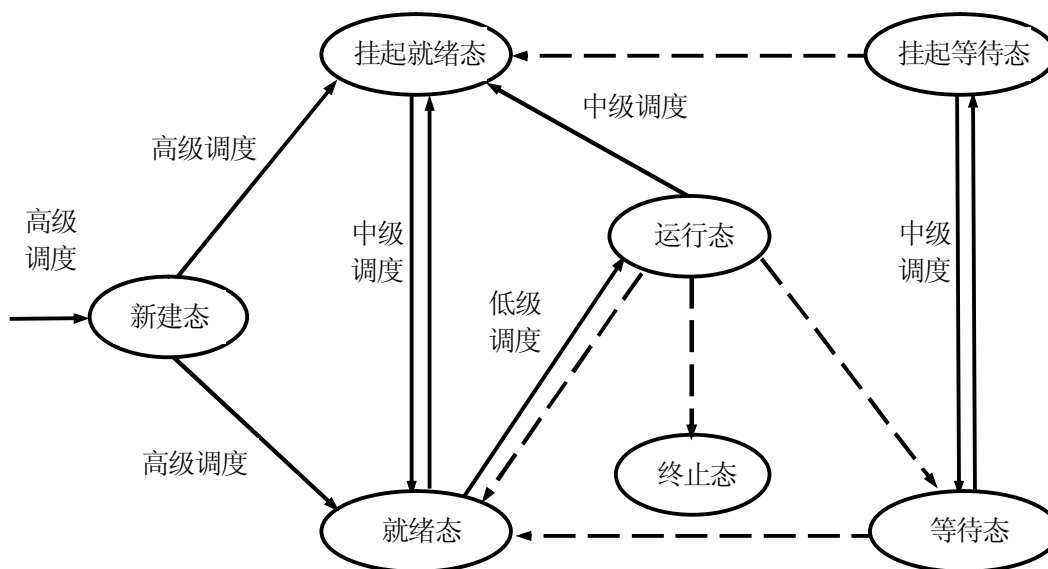 挂起就绪态
挂起等待态
中级调度
高级调度
高级
调度
中级
调度
运行态
中级
调度
新建态
低级
调度
高级调度
终止态
就绪态
等待态